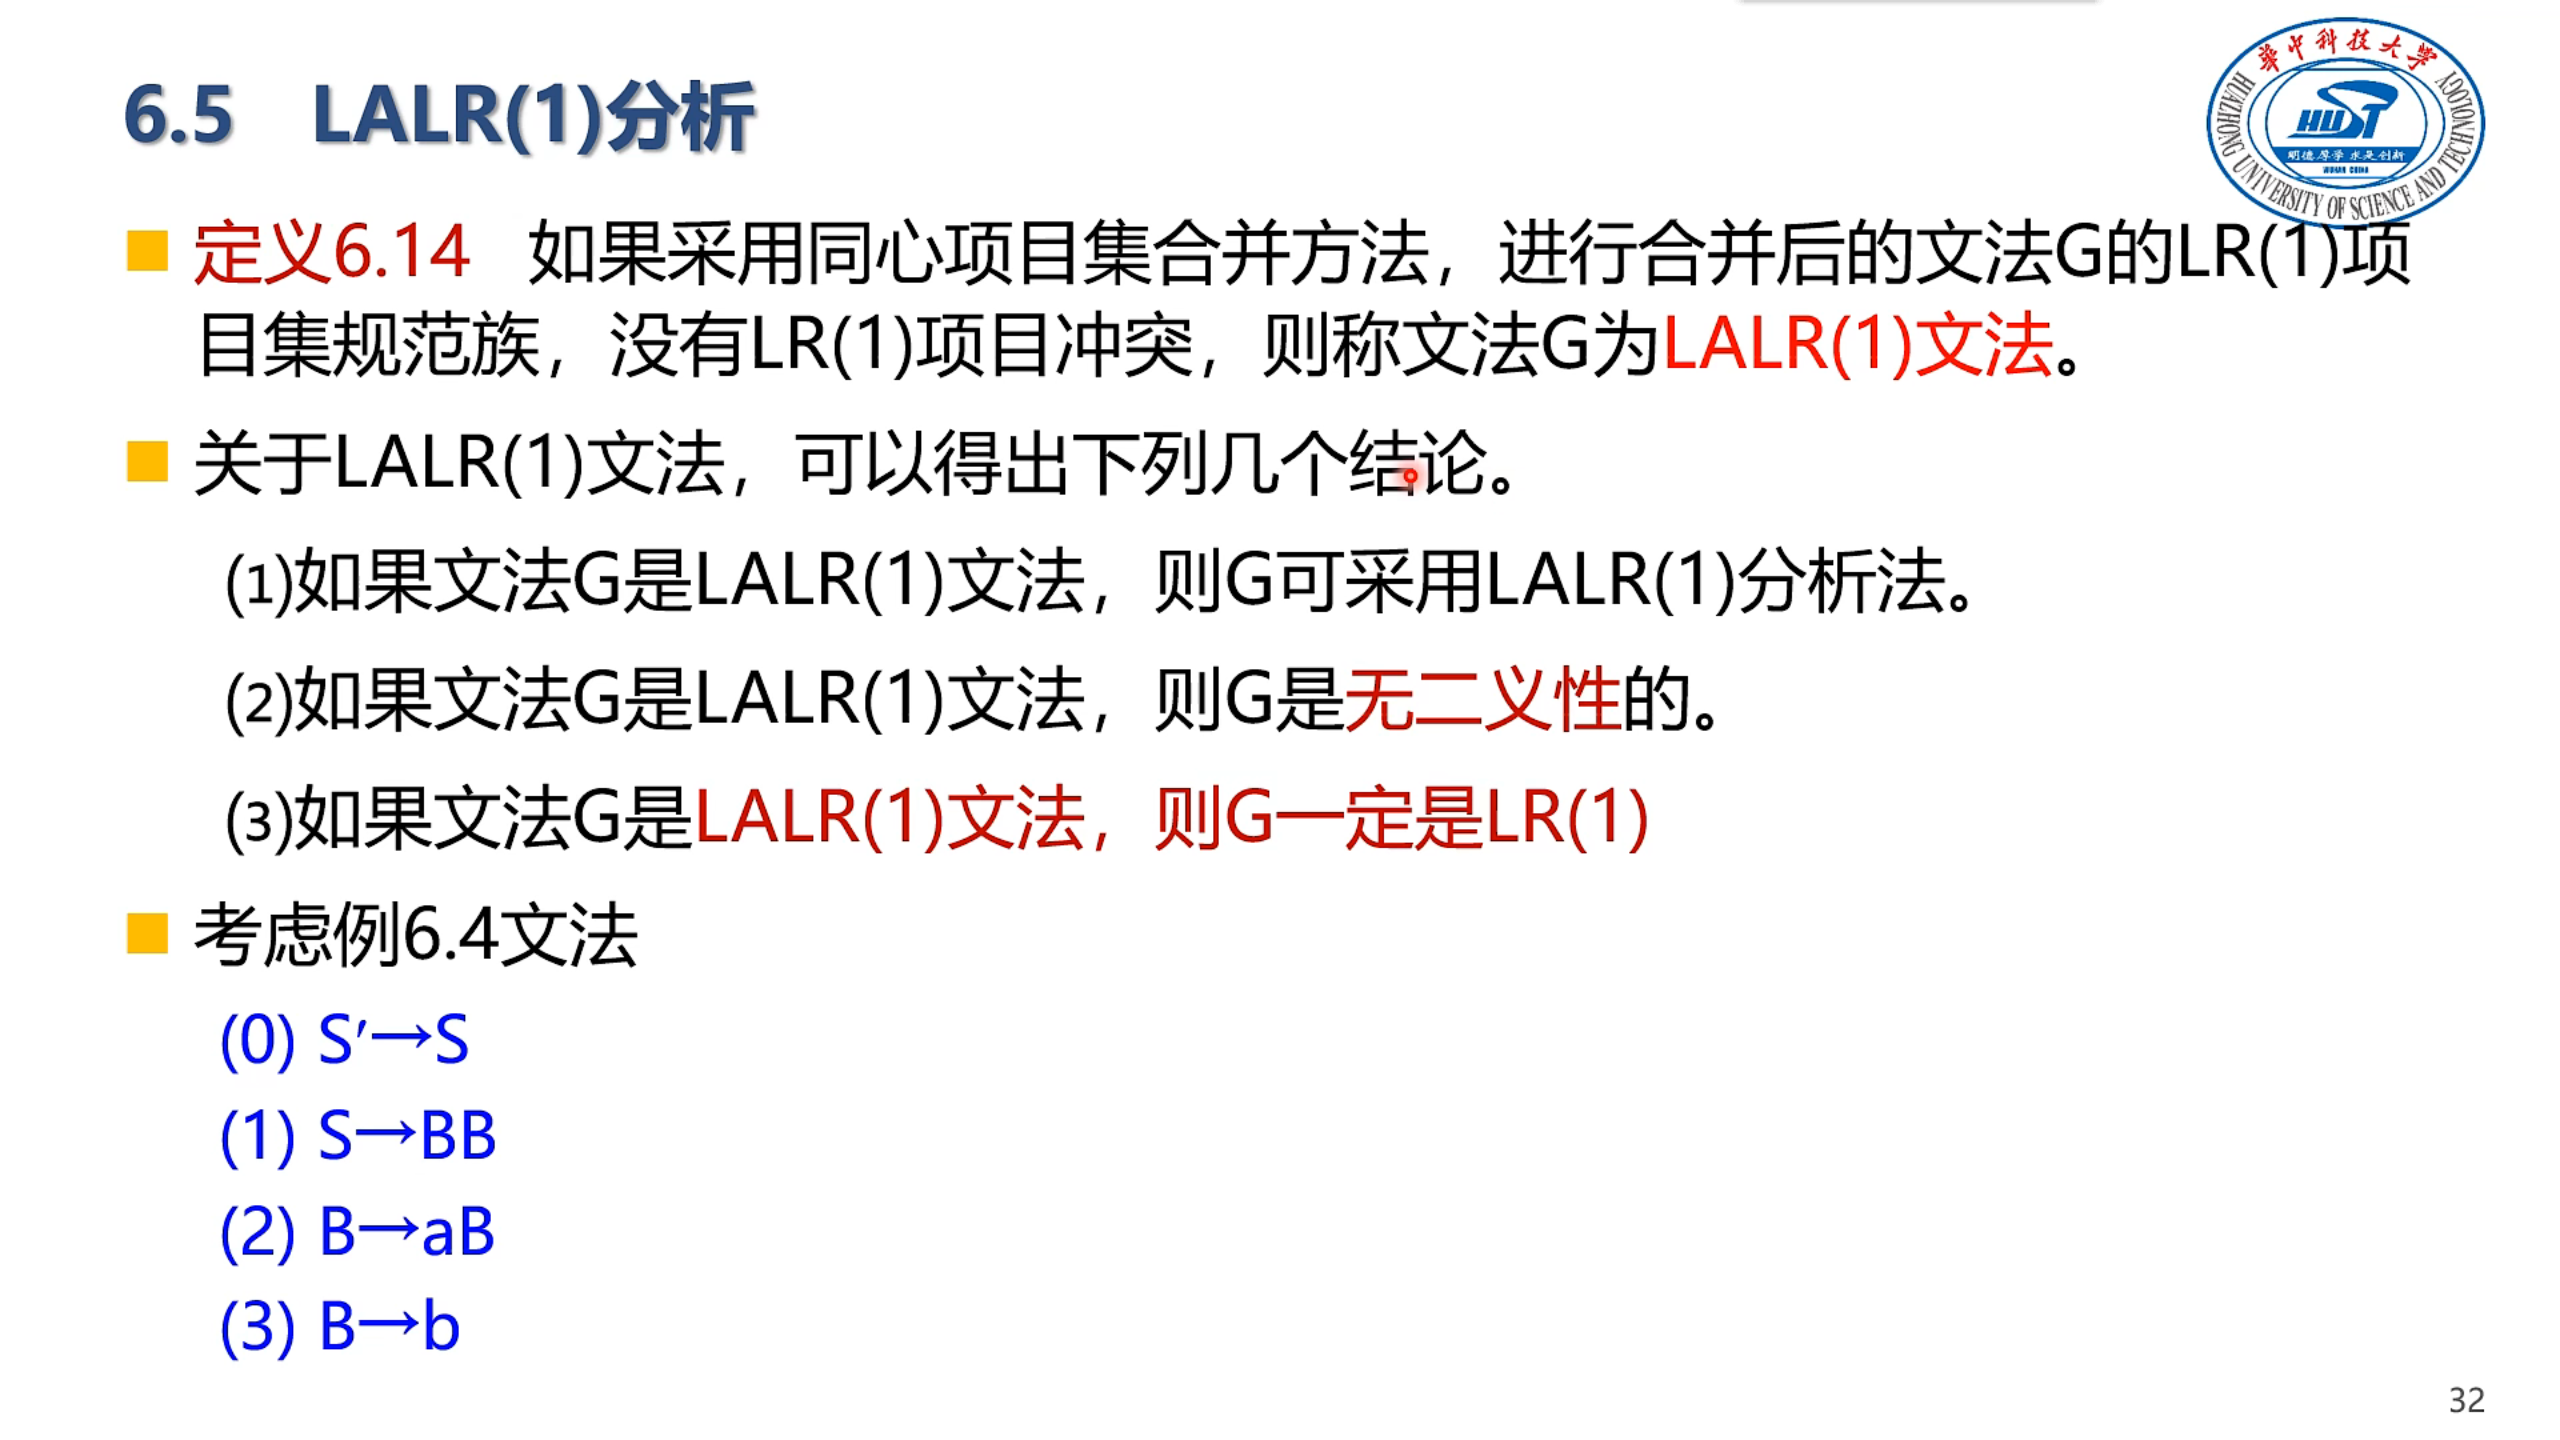 6.5 LALR(1)分析
華中科技大学
HUAZHONG UNIVERSITY OF SCIENCE AND TECHNOLOGY
HUST
明德厚学 求是创新
WUHAN CHINA
定义6.14 如果采用同心项目集合并方法，进行合并后的文法G的LR(1)项
目集规范族，没有LR(1)项目冲突，则称文法G为LALR(1)文法。
关于LALR(1)文法，可以得出下列几个结论。
(1)如果文法G是LALR(1)文法，则G可采用LALR(1)分析法。
(2)如果文法G是LALR(1)文法，则G是无二义性的。
(3)如果文法G是LALR(1)文法，则G一定是LR(1)
考虑例6.4文法
(0) S′→S
(1) S→BB
(2) B→aB
(3) B→b
32